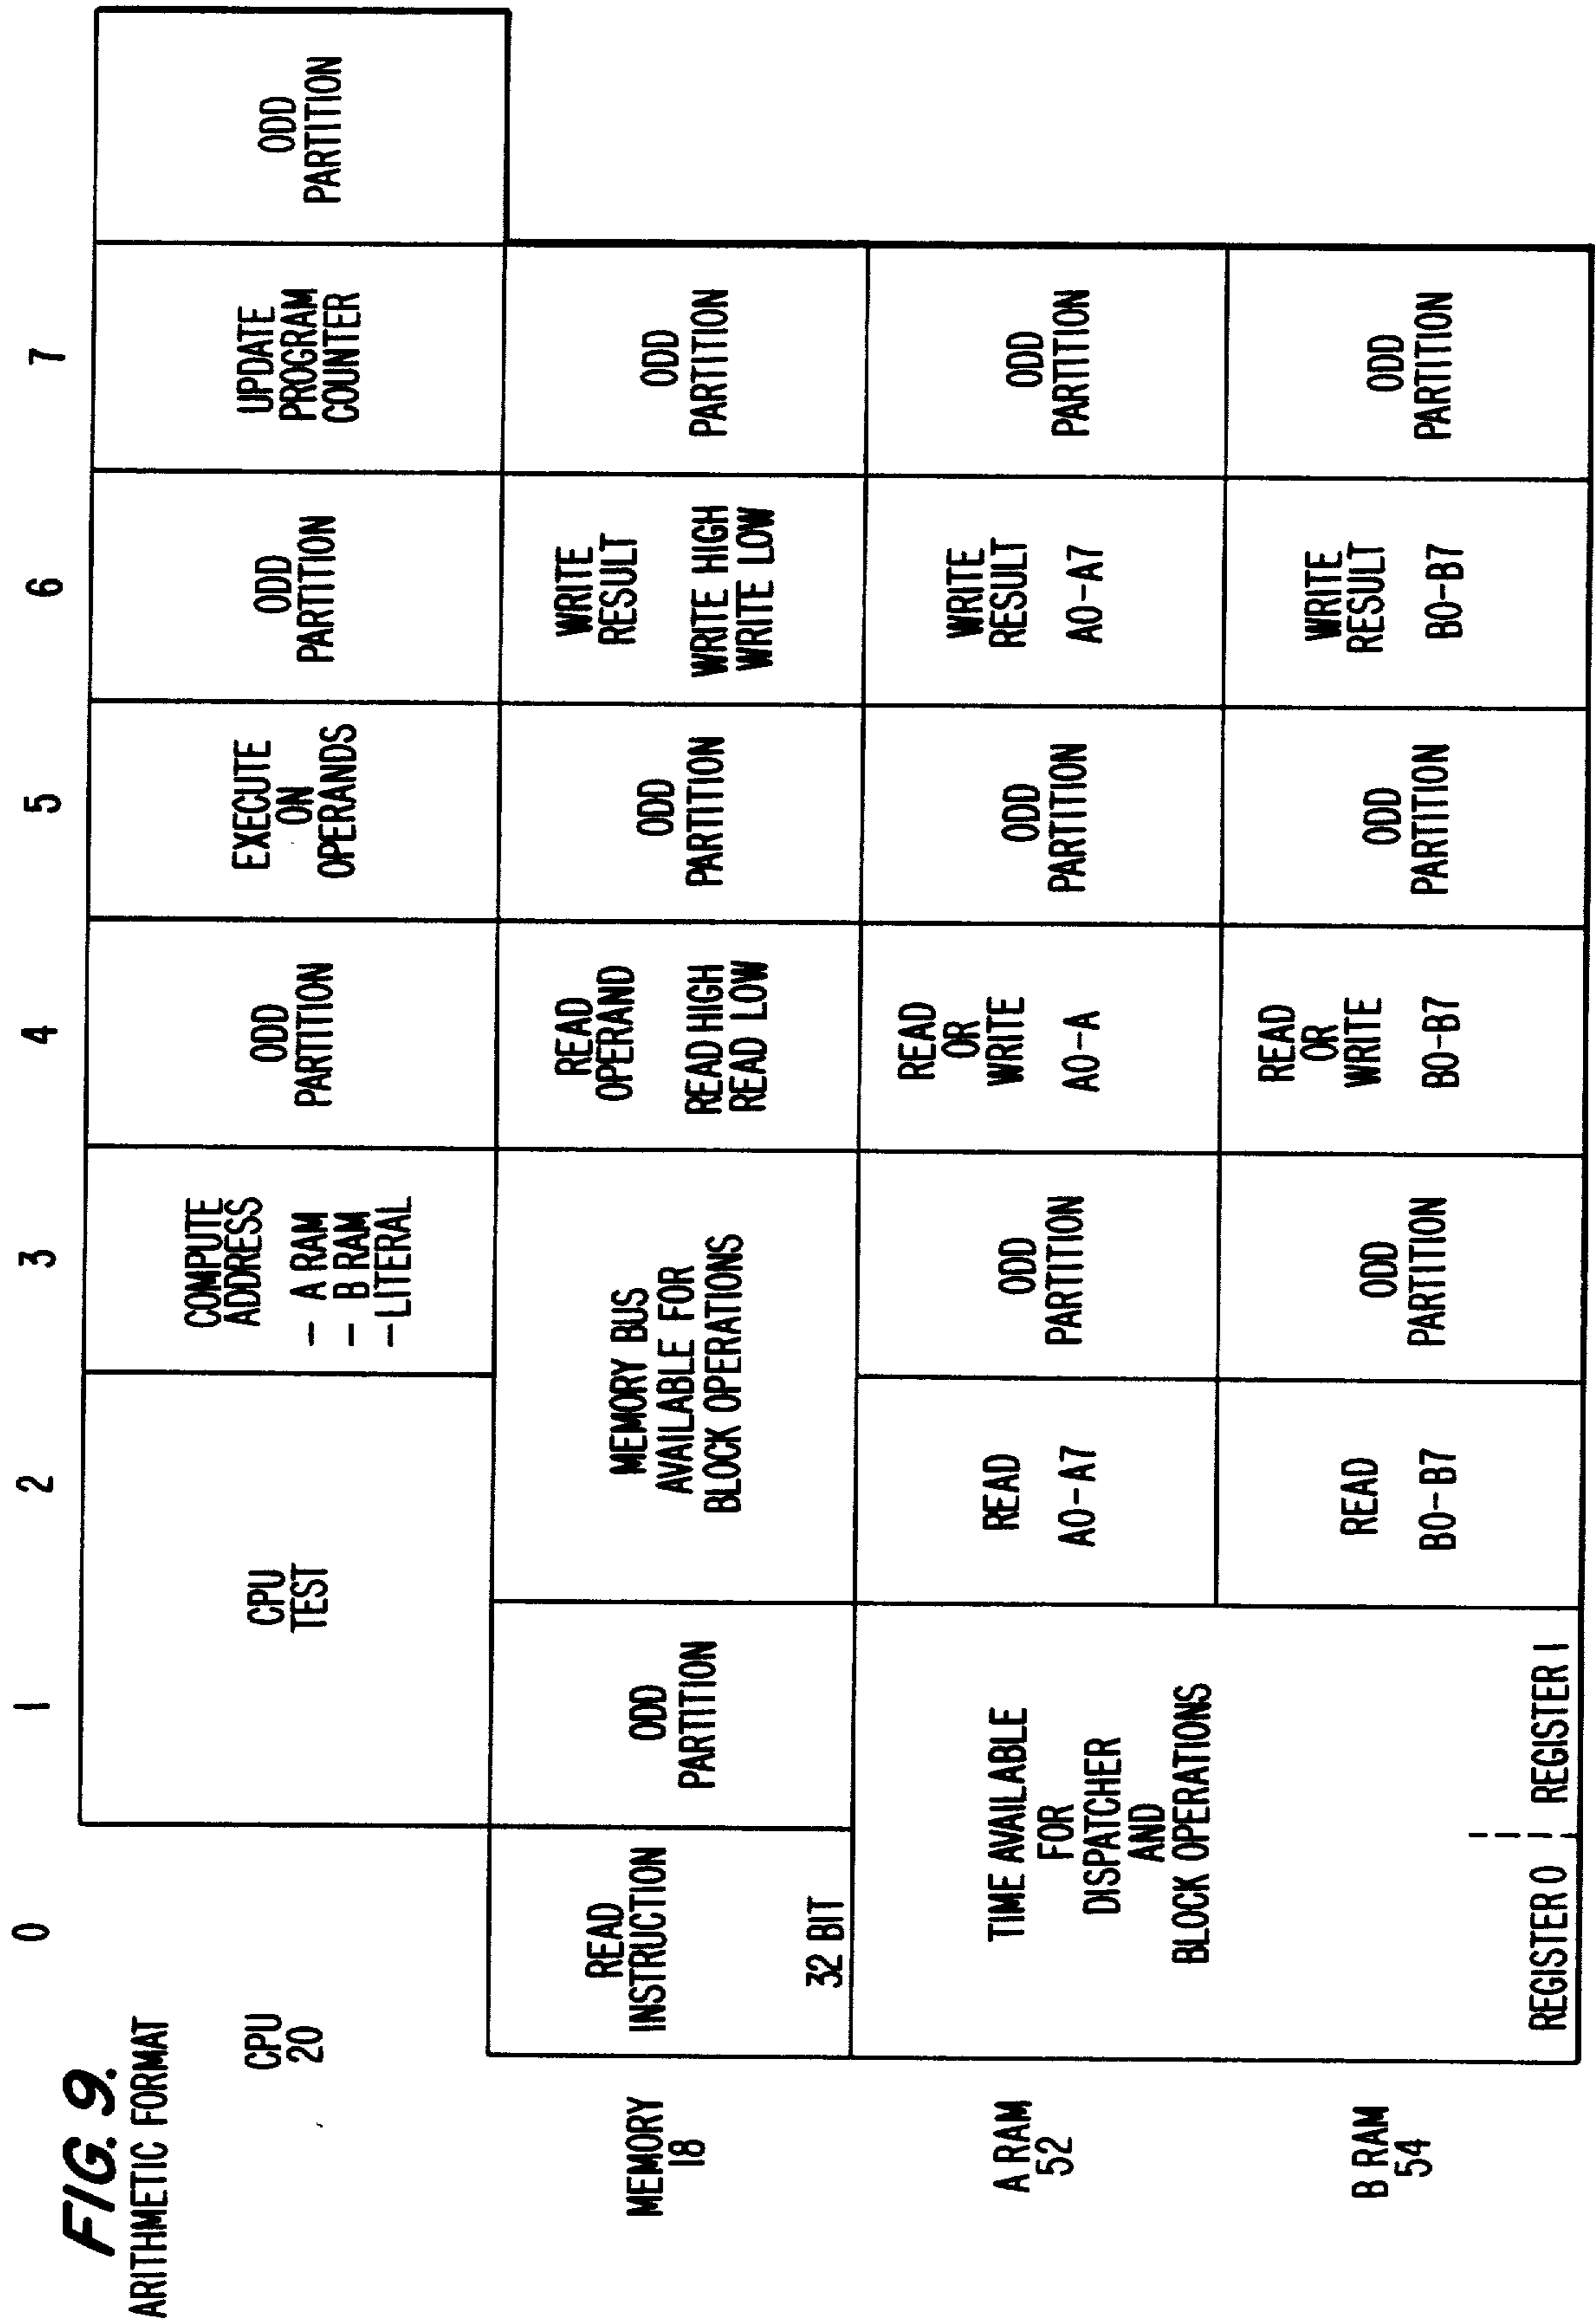 FIG. 9.
ARITHMETIC FORMAT
0 1 2 3 4 5 6 7
CPU
20
CPU
TEST
COMPUTE
ADDRESS
– A RAM
– B RAM
– LITERAL
ODD
PARTITION
EXECUTE
ON
OPERANDS
ODD
PARTITION
UPDATE
PROGRAM
COUNTER
ODD
PARTITION
MEMORY
18
READ
INSTRUCTION
32 BIT
ODD
PARTITION
MEMORY BUS
AVAILABLE FOR
BLOCK OPERATIONS
READ
OPERAND
READ HIGH
READ LOW
ODD
PARTITION
WRITE
RESULT
WRITE HIGH
WRITE LOW
ODD
PARTITION
A RAM
52
TIME AVAILABLE
FOR
DISPATCHER
AND
BLOCK OPERATIONS
READ
A0-A7
ODD
PARTITION
READ
OR
WRITE
A0-A
ODD
PARTITION
WRITE
RESULT
A0-A7
ODD
PARTITION
B RAM
54
REGISTER 0 REGISTER 1
READ
B0-B7
ODD
PARTITION
READ
OR
WRITE
B0-B7
ODD
PARTITION
WRITE
RESULT
B0-B7
ODD
PARTITION